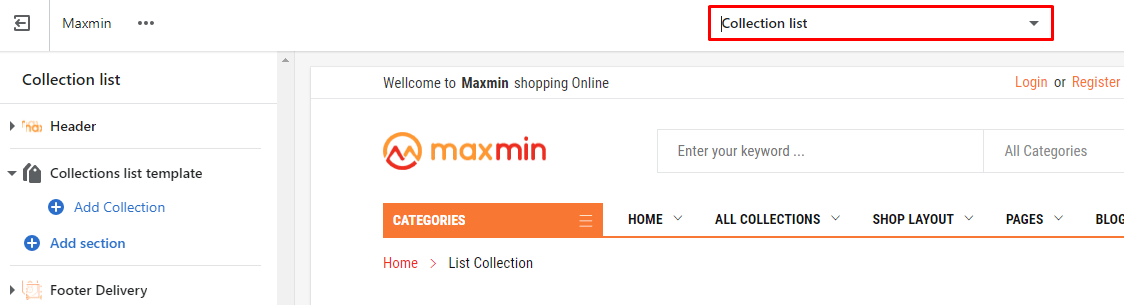 Maxmin
Collection list
Collection list
Header
Collections list template
Add Collection
Add section
Footer Delivery
Wellcome to Maxmin shopping Online
Login or Register
maxmin
Enter your keyword ...
All Categories
CATEGORIES
HOME
ALL COLLECTIONS
SHOP LAYOUT
PAGES
BLOG
Home > List Collection